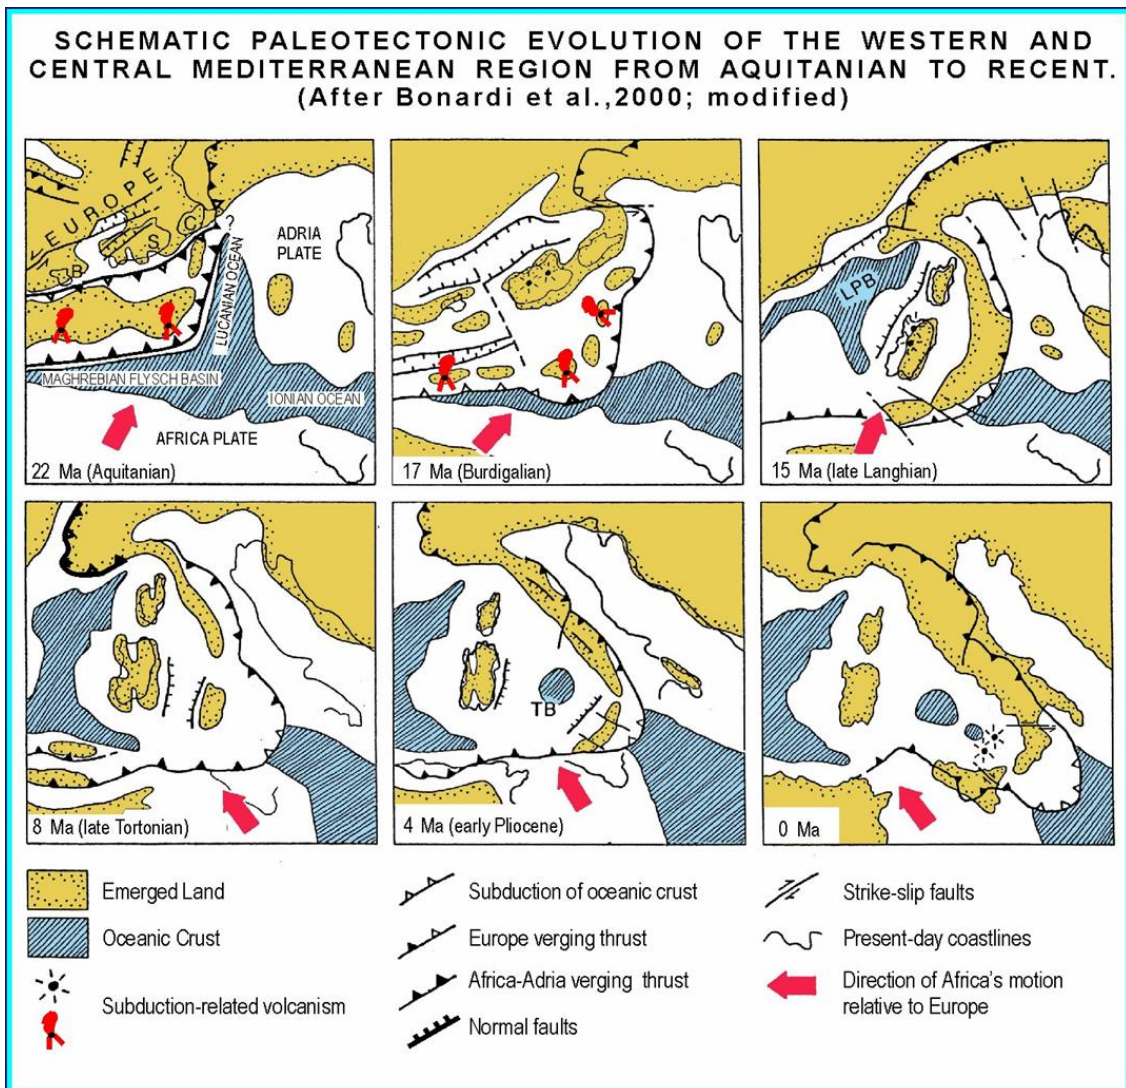 SCHEMATIC PALEOTECTONIC EVOLUTION OF THE WESTERN AND
CENTRAL MEDITERRANEAN REGION FROM AQUITANIAN TO RECENT.
(After Bonardi et al.,2000; modified)
EUROPE
C
S
B
?
ADRIA
PLATE
LUCANIAN OCEAN
MAGHREBIAN FLYSCH BASIN
IONIAN OCEAN
AFRICA PLATE
22 Ma (Aquitanian)
17 Ma (Burdigalian)
LPB
15 Ma (late Langhian)
8 Ma (late Tortonian)
TB
4 Ma (early Pliocene)
0 Ma
Emerged Land
Oceanic Crust
Subduction-related volcanism
Subduction of oceanic crust
Europe verging thrust
Africa-Adria verging thrust
Normal faults
Strike-slip faults
Present-day coastlines
Direction of Africa's motion
relative to Europe